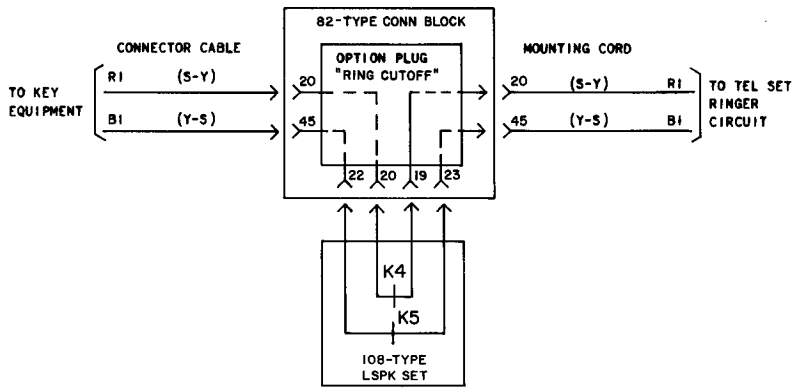 82-TYPE CONN BLOCK
CONNECTOR CABLE
MOUNTING CORD
OPTION PLUG
"RING CUTOFF"
TO KEY
EQUIPMENT
R1 (S-Y) 20
B1 (Y-S) 45
20 (S-Y) R1
45 (Y-S) B1
TO TEL SET
RINGER
CIRCUIT
22 20 19 23
K4
K5
108-TYPE
LSPK SET